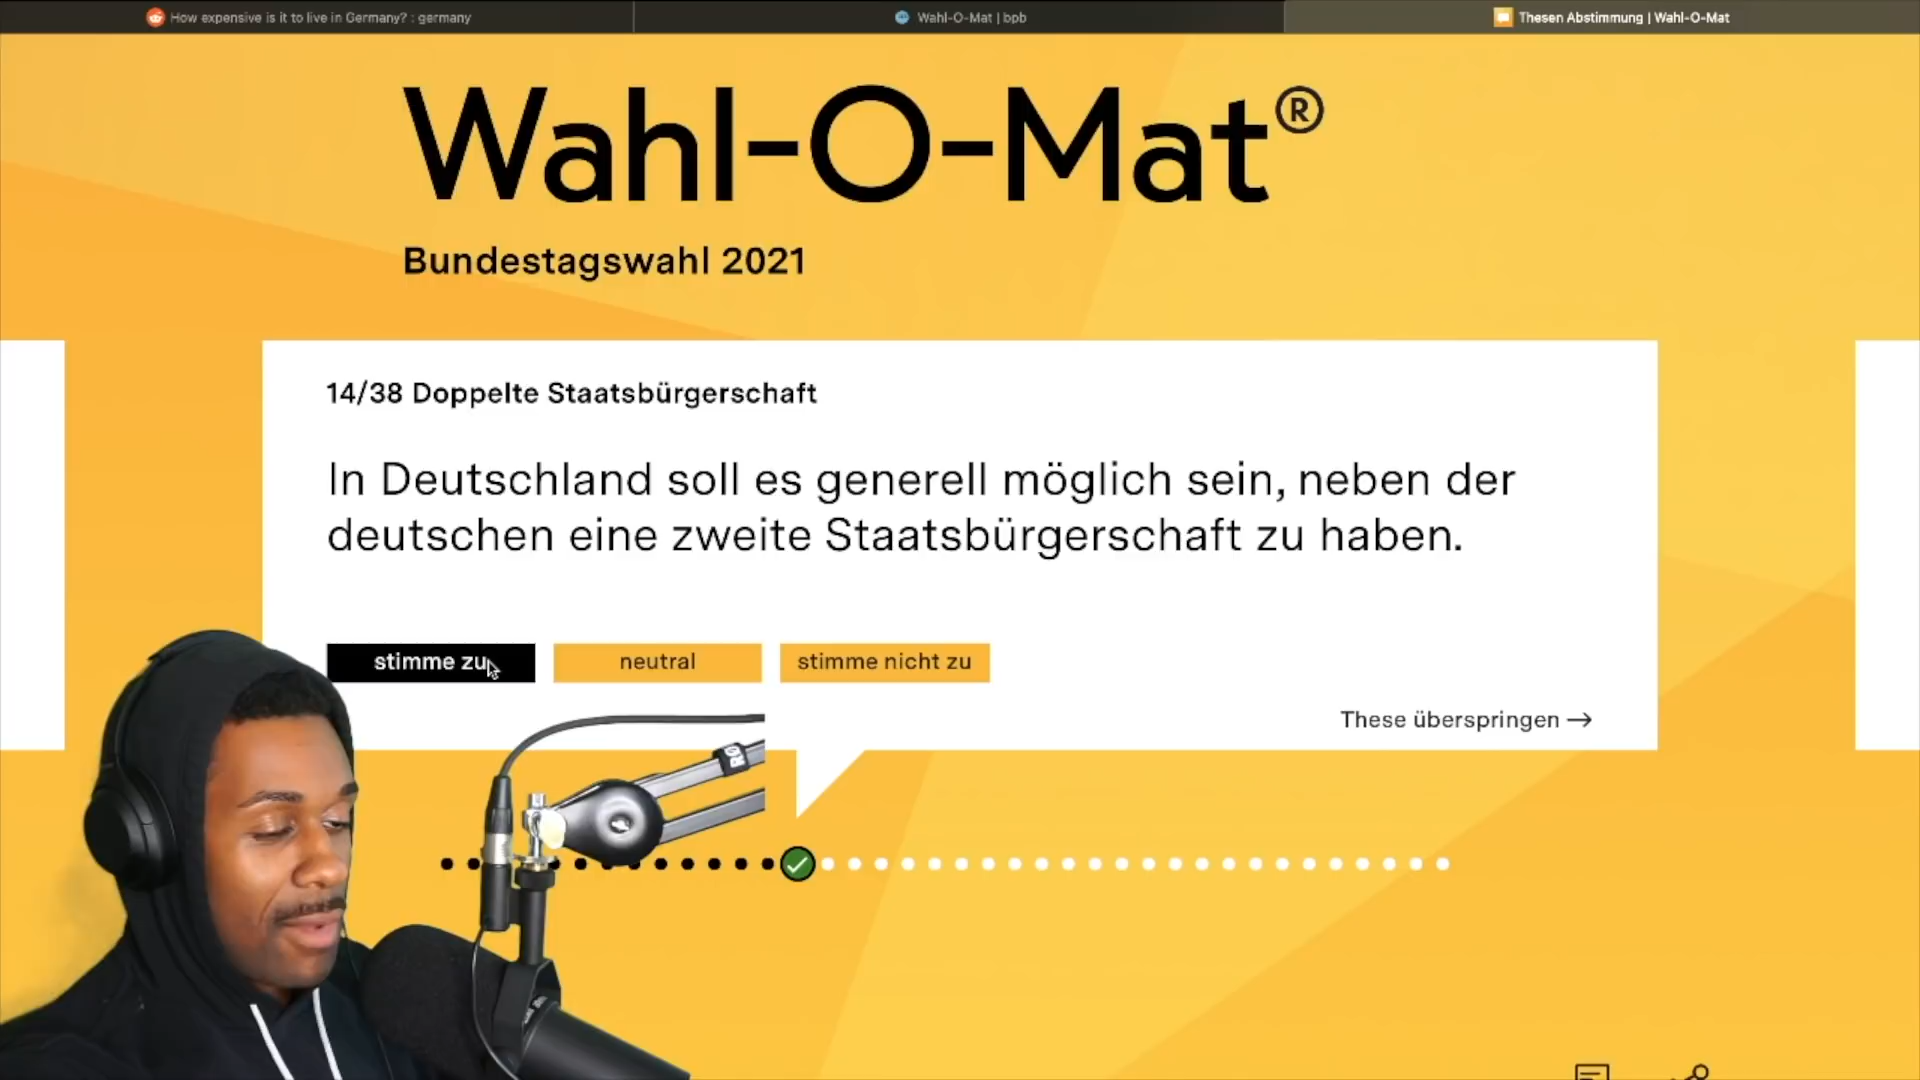 How expensive is it to live in Germany? : germany
Wahl-O-Mat | bpb
Thesen Abstimmung | Wahl-O-Mat
Wahl-O-Mat®
Bundestagswahl 2021
14/38 Doppelte Staatsbürgerschaft
In Deutschland soll es generell möglich sein, neben der
deutschen eine zweite Staatsbürgerschaft zu haben.
stimme zu
neutral
stimme nicht zu
These überspringen →